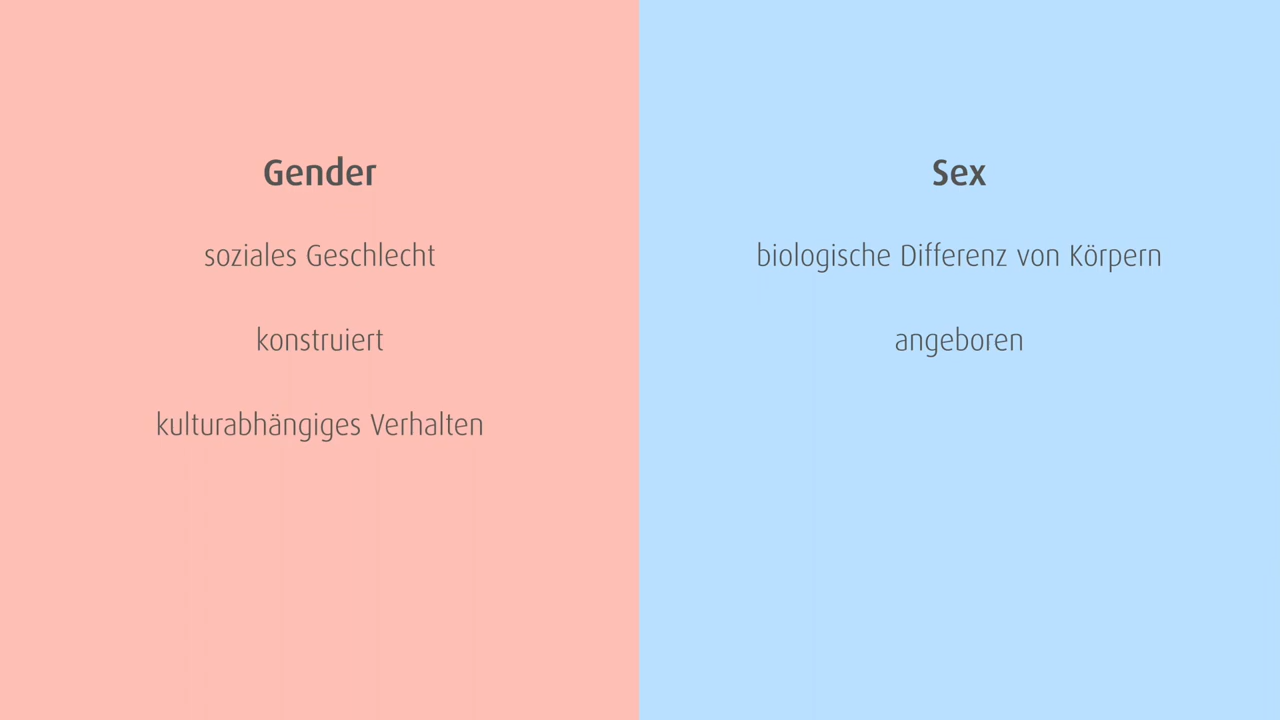 Gender
soziales Geschlecht
konstruiert
kulturabhängiges Verhalten
Sex
biologische Differenz von Körpern
angeboren